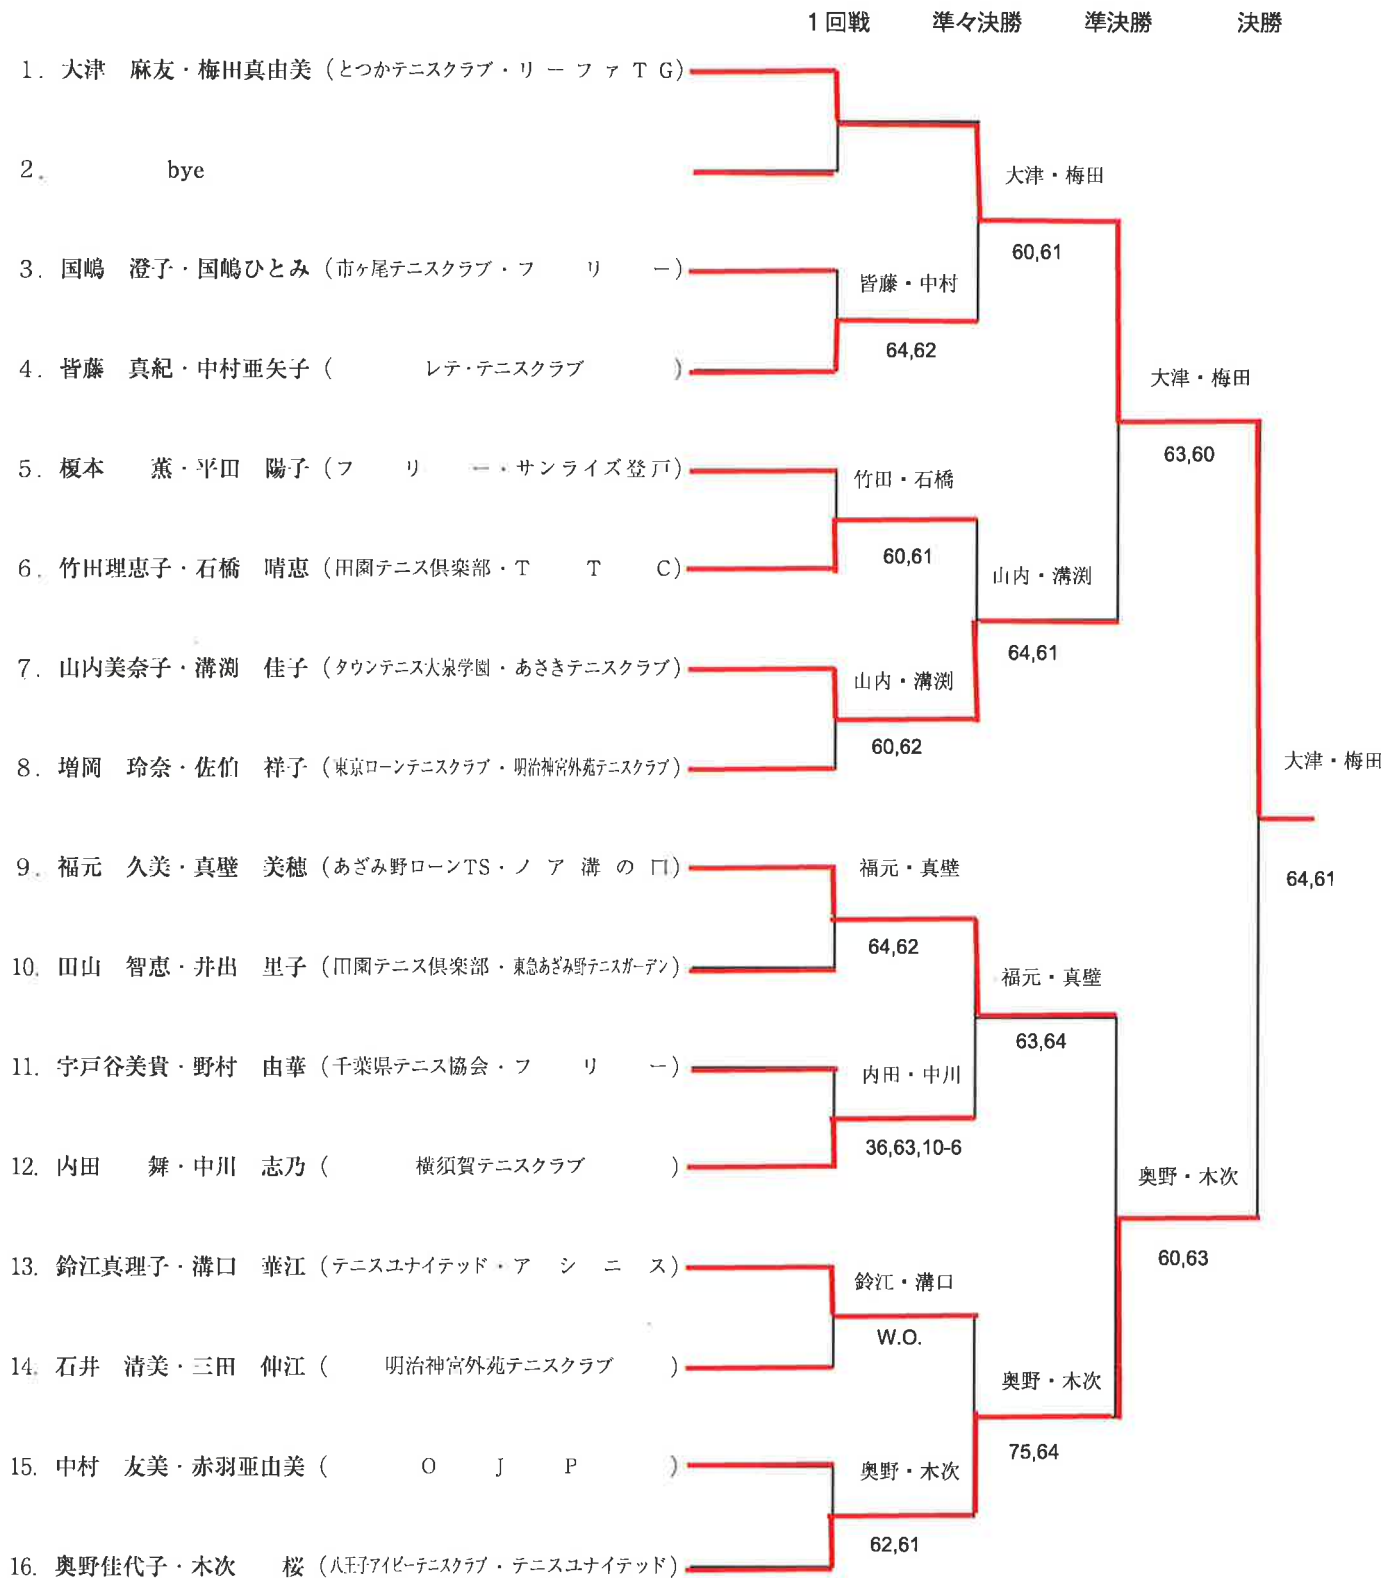 1回戦 準々決勝 準決勝 決勝
1. 大津 麻友・梅田真由美 (とつかテニスクラブ・リーファTG)
2. bye
大津・梅田
60,61
3. 国嶋 澄子・国嶋ひとみ (市ヶ尾テニスクラブ・フリー)
皆藤・中村
64,62
4. 皆藤 真紀・中村亜矢子 (レテ・テニスクラブ)
大津・梅田
63,60
5. 榎本 薫・平田 陽子 (フリー・サンライズ登戸)
竹田・石橋
60,61
6. 竹田理恵子・石橋 晴恵 (田園テニス倶楽部・TTC)
山内・溝渕
64,61
7. 山内美奈子・溝渕 佳子 (タウンテニス大泉学園・あさきテニスクラブ)
山内・溝渕
60,62
8. 増岡 玲奈・佐伯 祥子 (東京ローンテニスクラブ・明治神宮外苑テニスクラブ)
大津・梅田
64,61
9. 福元 久美・真壁 美穂 (あざみ野ローンTS・ノア溝の口)
福元・真壁
64,62
10. 田山 智恵・井出 里子 (田園テニス倶楽部・東急あざみ野テニスガーデン)
福元・真壁
63,64
11. 宇戸谷美貴・野村 由華 (千葉県テニス協会・フリー)
内田・中川
36,63,10-6
12. 内田 舞・中川 志乃 (横須賀テニスクラブ)
奥野・木次
60,63
13. 鈴江真理子・溝口 華江 (テニスユナイテッド・アシニス)
鈴江・溝口
W.O.
14. 石井 清美・三田 伸江 (明治神宮外苑テニスクラブ)
奥野・木次
75,64
15. 中村 友美・赤羽亜由美 (OJP)
奥野・木次
62,61
16. 奥野佳代子・木次 桜 (八王子アイビーテニスクラブ・テニスユナイテッド)